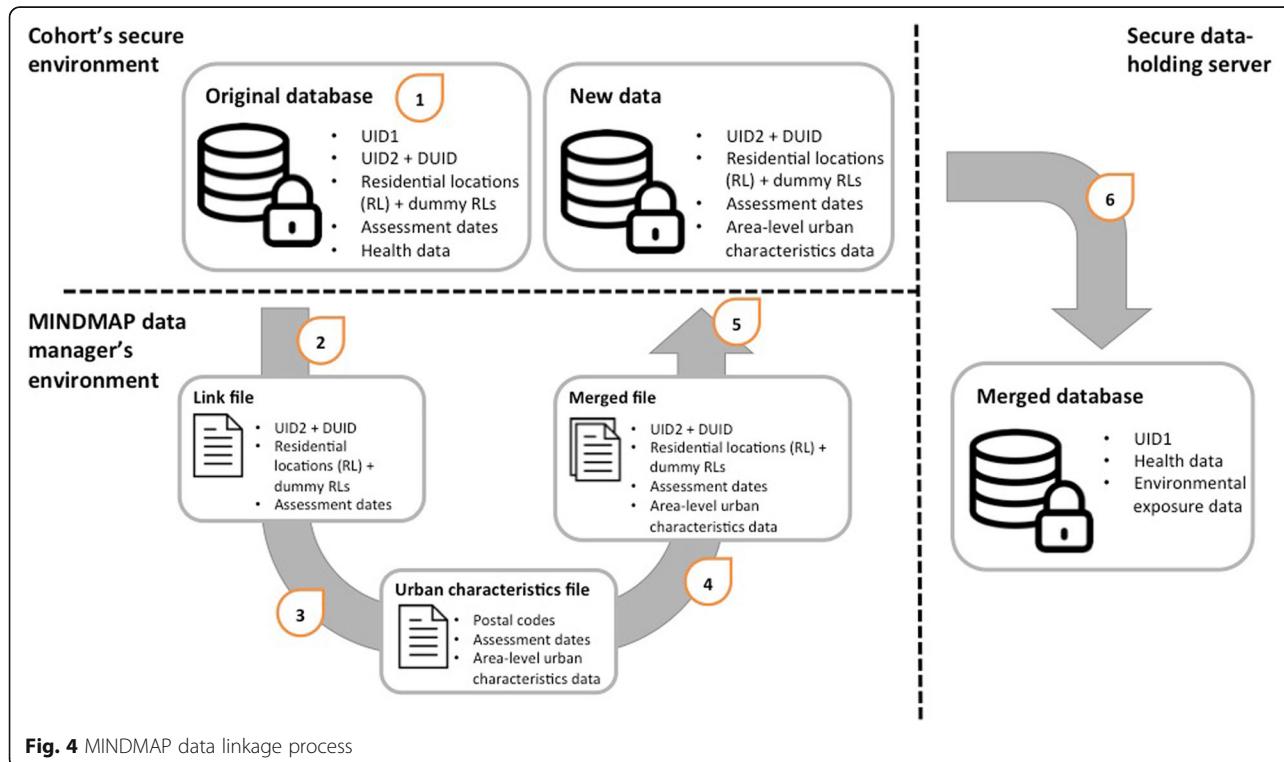 Cohort's secure
environment
Original database
1
• UID1
• UID2 + DUID
• Residential locations
(RL) + dummy RLs
• Assessment dates
• Health data
New data
• UID2 + DUID
• Residential locations
(RL) + dummy RLs
• Assessment dates
• Area-level urban
characteristics data
Secure data-
holding server
6
MINDMAP data
manager's
environment
2
Link file
• UID2 + DUID
• Residential
locations (RL) +
dummy RLs
• Assessment dates
3
Urban characteristics file
• Postal codes
• Assessment dates
• Area-level urban
characteristics data
4
5
Merged file
• UID2 + DUID
• Residential locations (RL) +
dummy RLs
• Assessment dates
• Area-level urban
characteristics data
Merged database
• UID1
• Health data
• Environmental
exposure data
Fig. 4 MINDMAP data linkage process